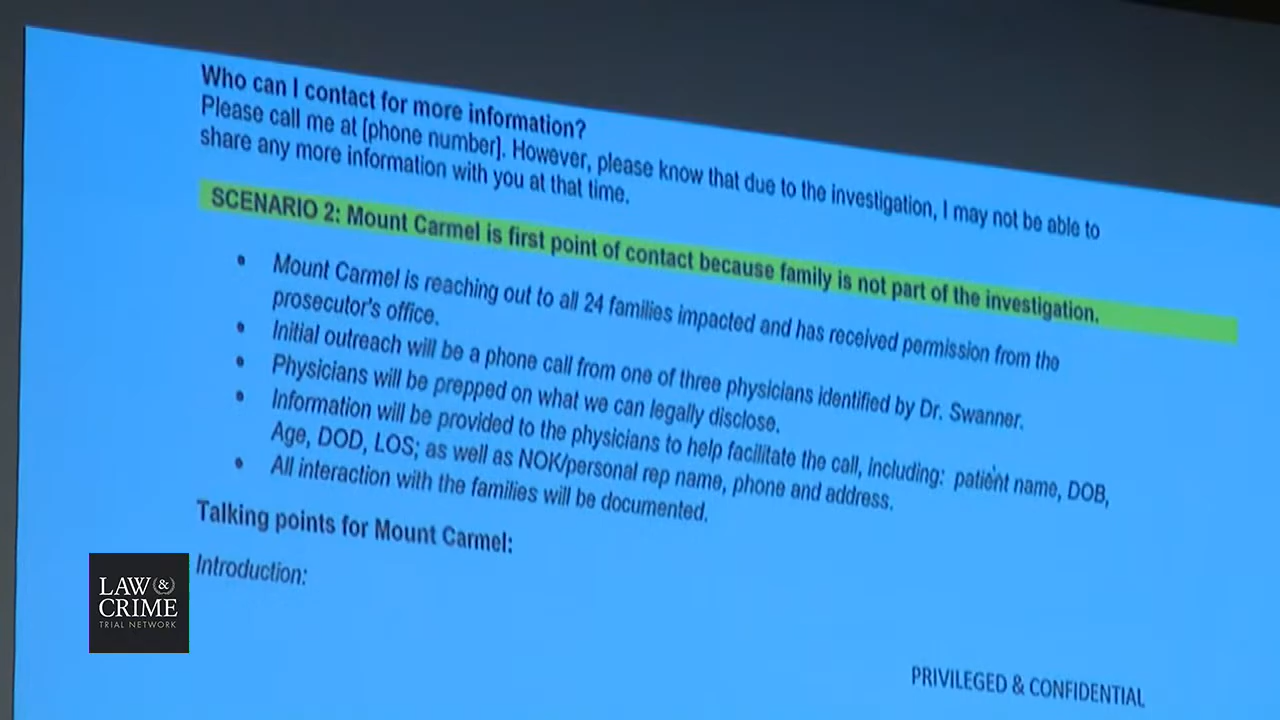 Who can I contact for more information?
Please call me at [phone number]. However, please know that due to the investigation, I may not be able to
share any more information with you at that time.
SCENARIO 2: Mount Carmel is first point of contact because family is not part of the investigation.
• Mount Carmel is reaching out to all 24 families impacted and has received permission from the
prosecutor's office.
• Initial outreach will be a phone call from one of three physicians identified by Dr. Swanner.
• Physicians will be prepped on what we can legally disclose.
• Information will be provided to the physicians to help facilitate the call, including: patient name, DOB,
Age, DOD, LOS; as well as NOK/personal rep name, phone and address.
• All interaction with the families will be documented.
Talking points for Mount Carmel:
Introduction:
LAW &
CRIME
TRIAL NETWORK
PRIVILEGED & CONFIDENTIAL